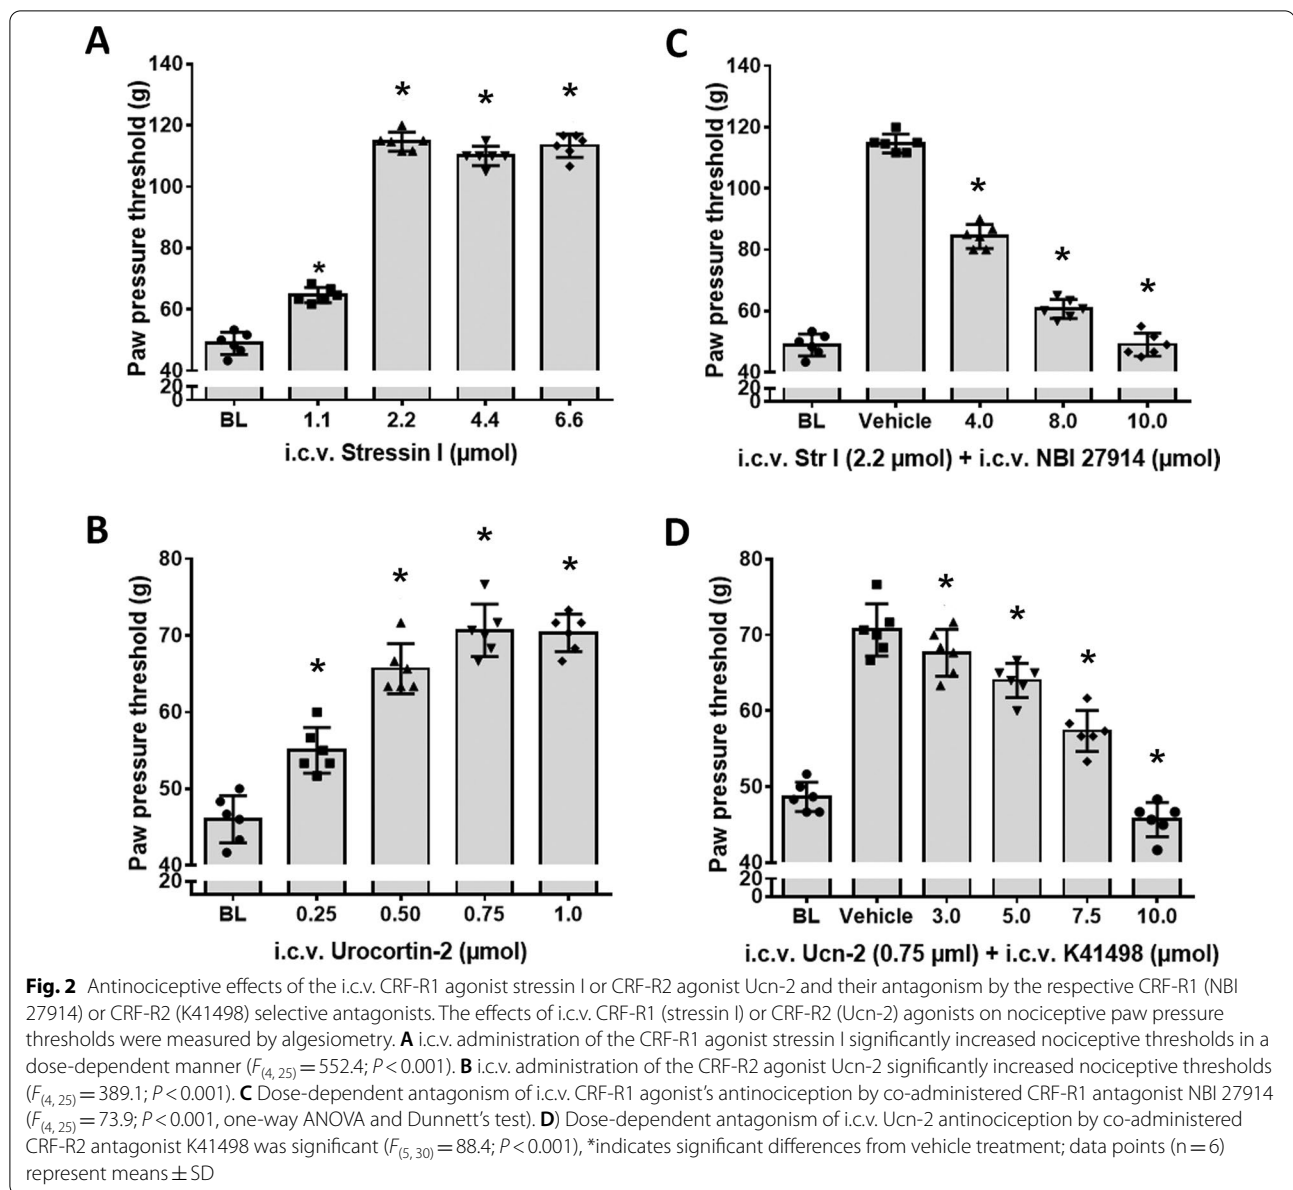 A
Paw pressure threshold (g)
140
120
100
80
60
40
20
0
*
*
*
*
BL
1.1
2.2
4.4
6.6
i.c.v. Stressin I (µmol)
C
Paw pressure threshold (g)
140
120
100
80
60
40
20
0
*
*
*
BL
Vehicle
4.0
8.0
10.0
i.c.v. Str I (2.2 µmol) + i.c.v. NBI 27914 (µmol)
B
Paw pressure threshold (g)
80
70
60
50
40
20
*
*
*
*
BL
0.25
0.50
0.75
1.0
i.c.v. Urocortin-2 (µmol)
D
Paw pressure threshold (g)
80
70
60
50
40
20
0
*
*
*
*
BL
Vehicle
3.0
5.0
7.5
10.0
i.c.v. Ucn-2 (0.75 µml) + i.c.v. K41498 (µmol)
Fig. 2 Antinociceptive effects of the i.c.v. CRF-R1 agonist stressin I or CRF-R2 agonist Ucn-2 and their antagonism by the respective CRF-R1 (NBI
27914) or CRF-R2 (K41498) selective antagonists. The effects of i.c.v. CRF-R1 (stressin I) or CRF-R2 (Ucn-2) agonists on nociceptive paw pressure
thresholds were measured by algesiometry. A i.c.v. administration of the CRF-R1 agonist stressin I significantly increased nociceptive thresholds in a
dose-dependent manner (F(4, 25) = 552.4; P < 0.001). B i.c.v. administration of the CRF-R2 agonist Ucn-2 significantly increased nociceptive thresholds
(F(4, 25) = 389.1; P < 0.001). C Dose-dependent antagonism of i.c.v. CRF-R1 agonist's antinociception by co-administered CRF-R1 antagonist NBI 27914
(F(4, 25) = 73.9; P < 0.001, one-way ANOVA and Dunnett's test). D) Dose-dependent antagonism of i.c.v. Ucn-2 antinociception by co-administered
CRF-R2 antagonist K41498 was significant (F(5, 30) = 88.4; P < 0.001), *indicates significant differences from vehicle treatment; data points (n = 6)
represent means ± SD